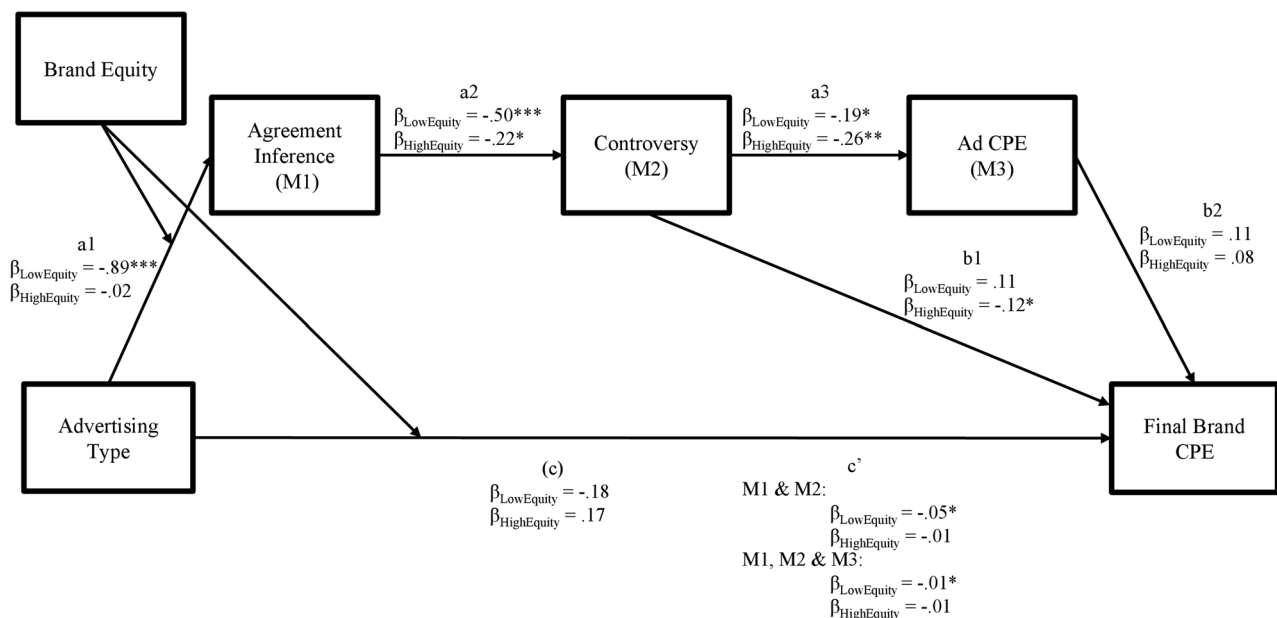 Brand Equity
Agreement
Inference
(M1)
a2
βLowEquity = -.50***
βHighEquity = -.22*
Controversy
(M2)
a3
βLowEquity = -.19*
βHighEquity = -.26**
Ad CPE
(M3)
a1
βLowEquity = -.89***
βHighEquity = -.02
b1
βLowEquity = .11
βHighEquity = -.12*
b2
βLowEquity = .11
βHighEquity = .08
Advertising
Type
Final Brand
CPE
(c)
βLowEquity = -.18
βHighEquity = .17
c’
M1 & M2:
βLowEquity = -.05*
βHighEquity = -.01
M1, M2 & M3:
βLowEquity = -.01*
βHighEquity = -.01